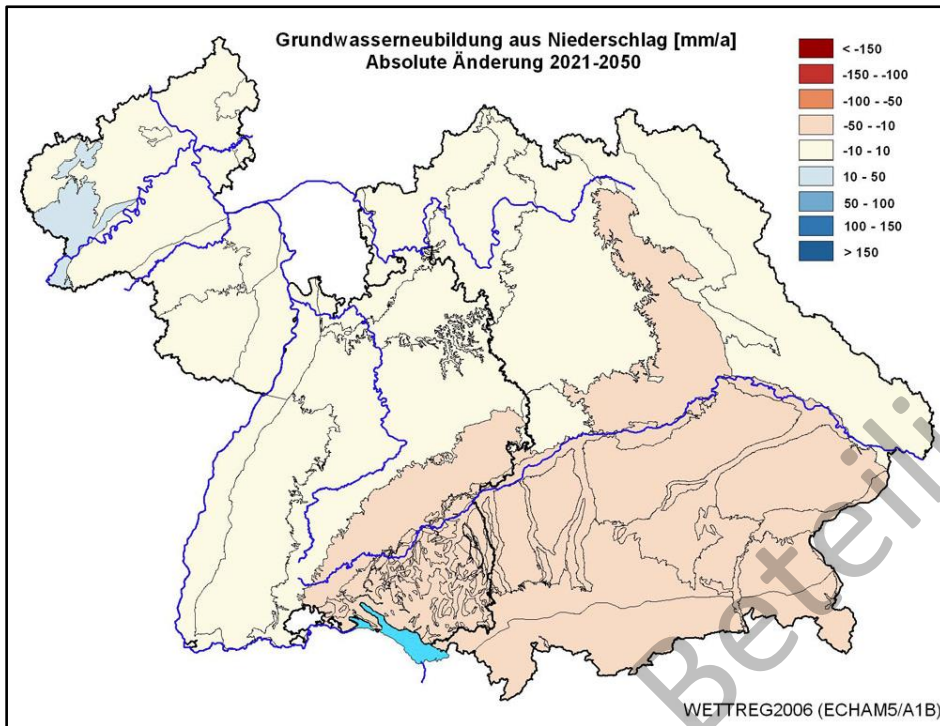 Grundwasserneubildung aus Niederschlag [mm/a]
Absolute Änderung 2021-2050
< -150
-150 - -100
-100 - -50
-50 - -10
-10 - 10
10 - 50
50 - 100
100 - 150
> 150
Beteili
WETTREG2006 (ECHAM5/A1B)